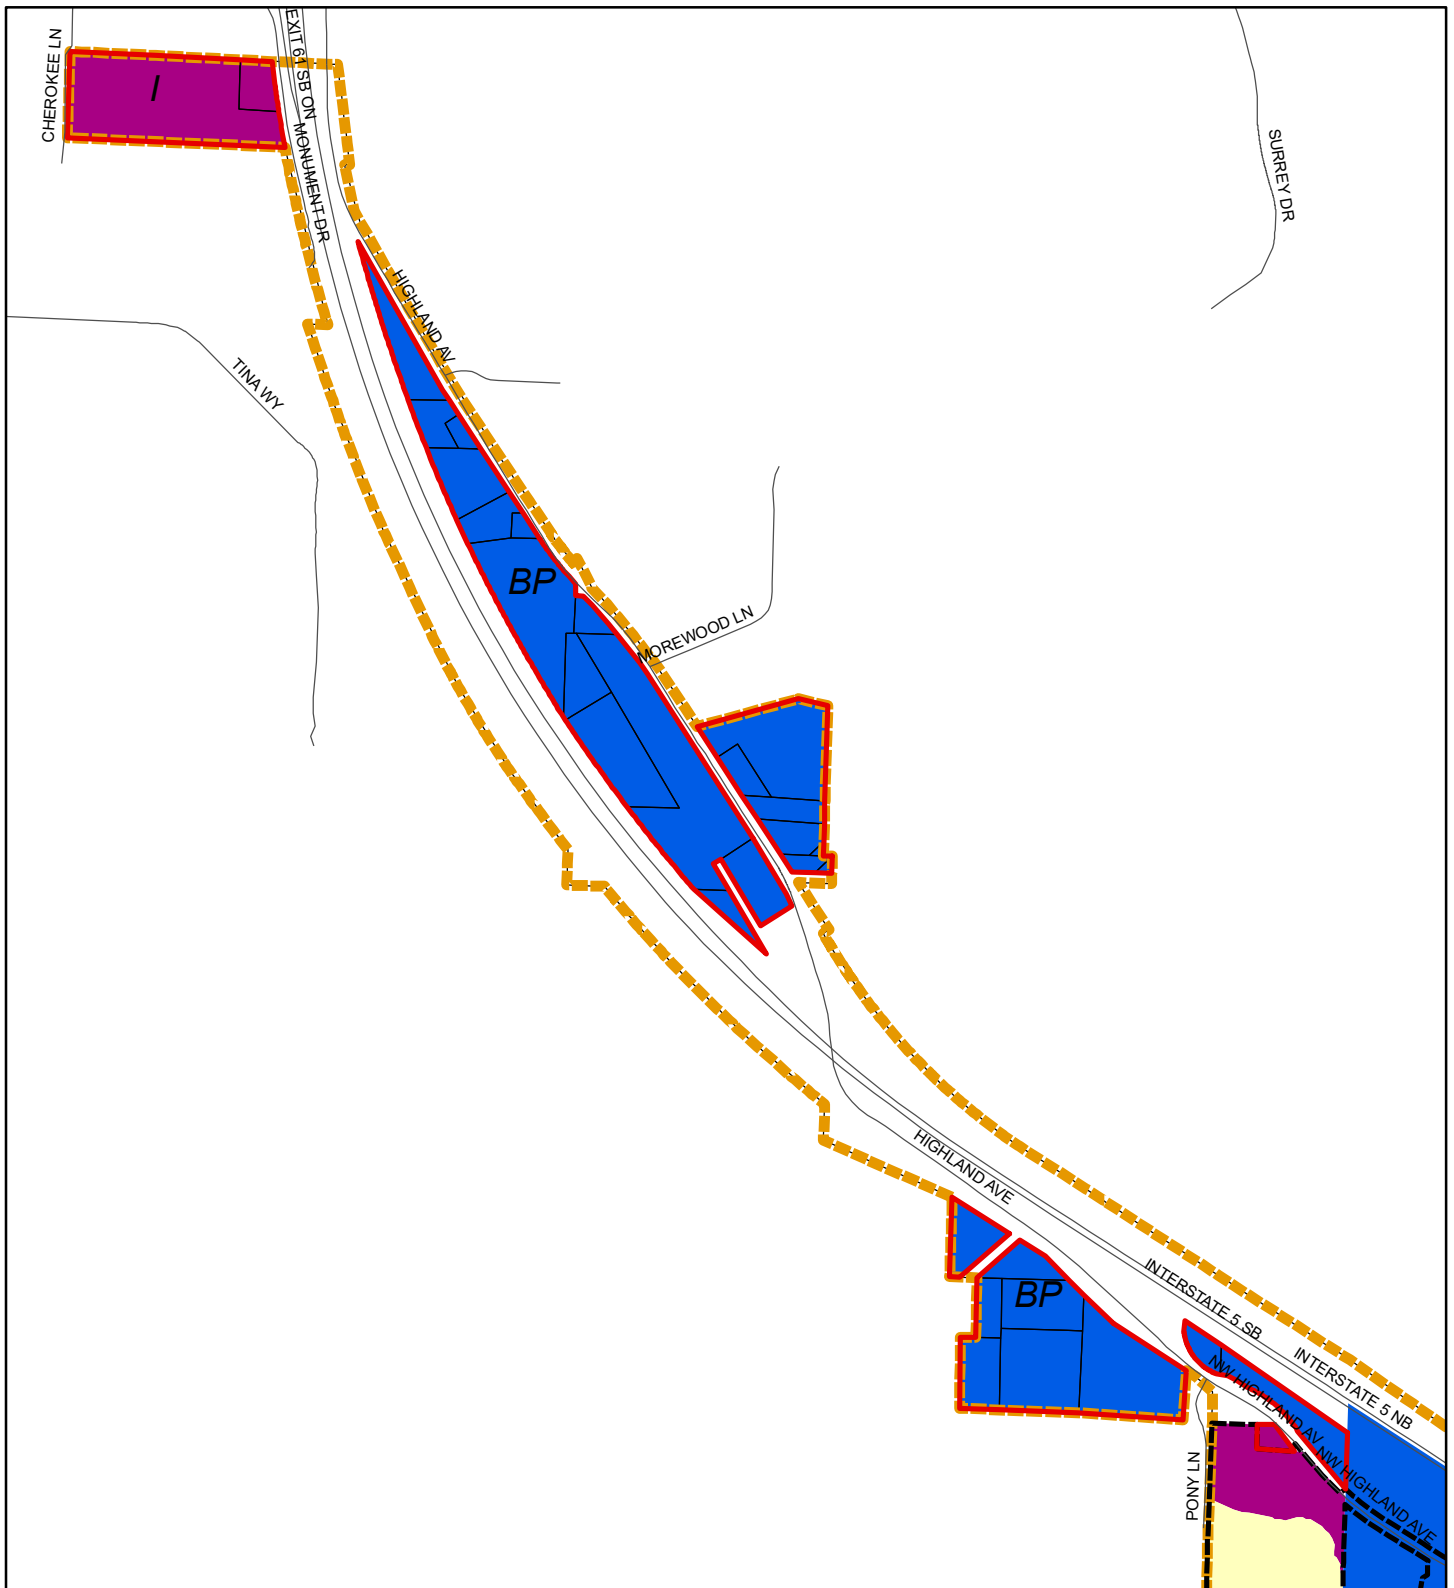 CHEROKEE LN
I
EXIT 61 SB ON
MONUMENT DR
SURREY DR
HIGHLAND AV
TINA WY
BP
MOREWOOD LN
HIGHLAND AVE
BP
INTERSTATE 5 SB
INTERSTATE 5 NB
NW HIGHLAND AV
NW HIGHLAND AVE
PONY LN